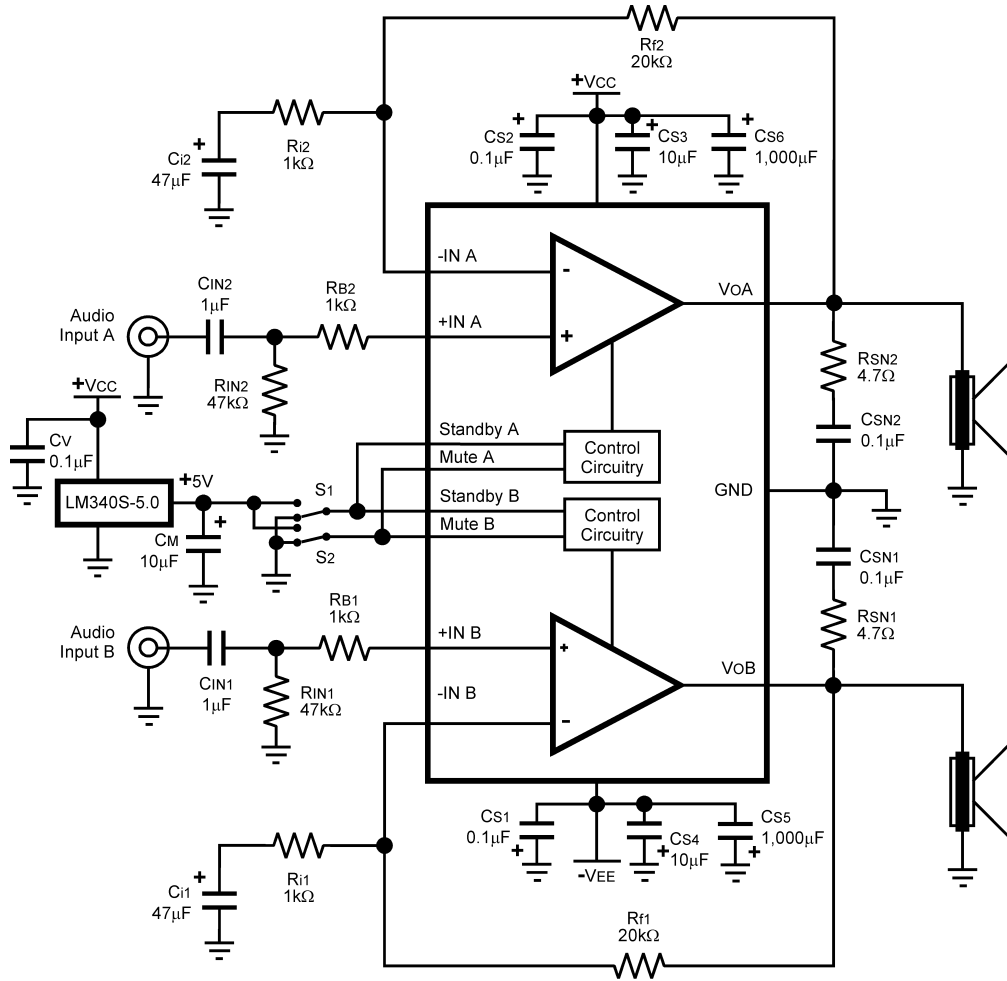 Rf2
20kΩ
+VCC
Ri2
1kΩ
+
Ci2
47μF
+
CS2
0.1μF
+
CS3
10μF
+
CS6
1,000μF
-IN A
-
CIN2
1μF
RB2
1kΩ
Audio
Input A
+IN A
+
VOA
RIN2
47kΩ
+VCC
RSN2
4.7Ω
CV
0.1μF
Standby A
Mute A
Control
Circuitry
CSN2
0.1μF
+5V
LM340S-5.0
S1
Standby B
Mute B
Control
Circuitry
GND
+
CM
10μF
S2
CSN1
0.1μF
RB1
1kΩ
RSN1
4.7Ω
Audio
Input B
+IN B
+
VOB
CIN1
1μF
RIN1
47kΩ
-IN B
-
CS1
0.1μF
+
CS4
+
10μF
CS5
1,000μF
+
-VEE
Ri1
1kΩ
+
Ci1
47μF
Rf1
20kΩ